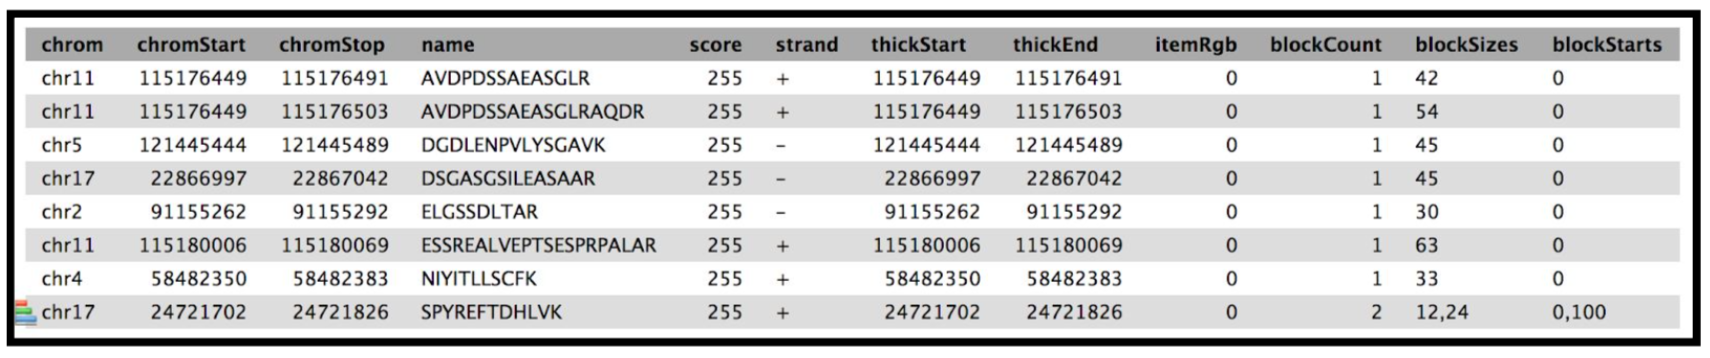 chrom chromStart chromStop name score strand thickStart thickEnd itemRgb blockCount blockSizes blockStarts
chr11 115176449 115176491 AVDPDSSAEASGLR 255 + 115176449 115176491 0 1 42 0
chr11 115176449 115176503 AVDPDSSAEASGLRAQDR 255 + 115176449 115176503 0 1 54 0
chr5 121445444 121445489 DGDLENPVLYSGAVK 255 – 121445444 121445489 0 1 45 0
chr17 22866997 22867042 DSGASGSILEASAAR 255 – 22866997 22867042 0 1 45 0
chr2 91155262 91155292 ELGSSDLTAR 255 – 91155262 91155292 0 1 30 0
chr11 115180006 115180069 ESSREALVEPTSESPRPALAR 255 + 115180006 115180069 0 1 63 0
chr4 58482350 58482383 NIYITLLSCFK 255 + 58482350 58482383 0 1 33 0
chr17 24721702 24721826 SPYREFTDHLVK 255 + 24721702 24721826 0 2 12,24 0,100